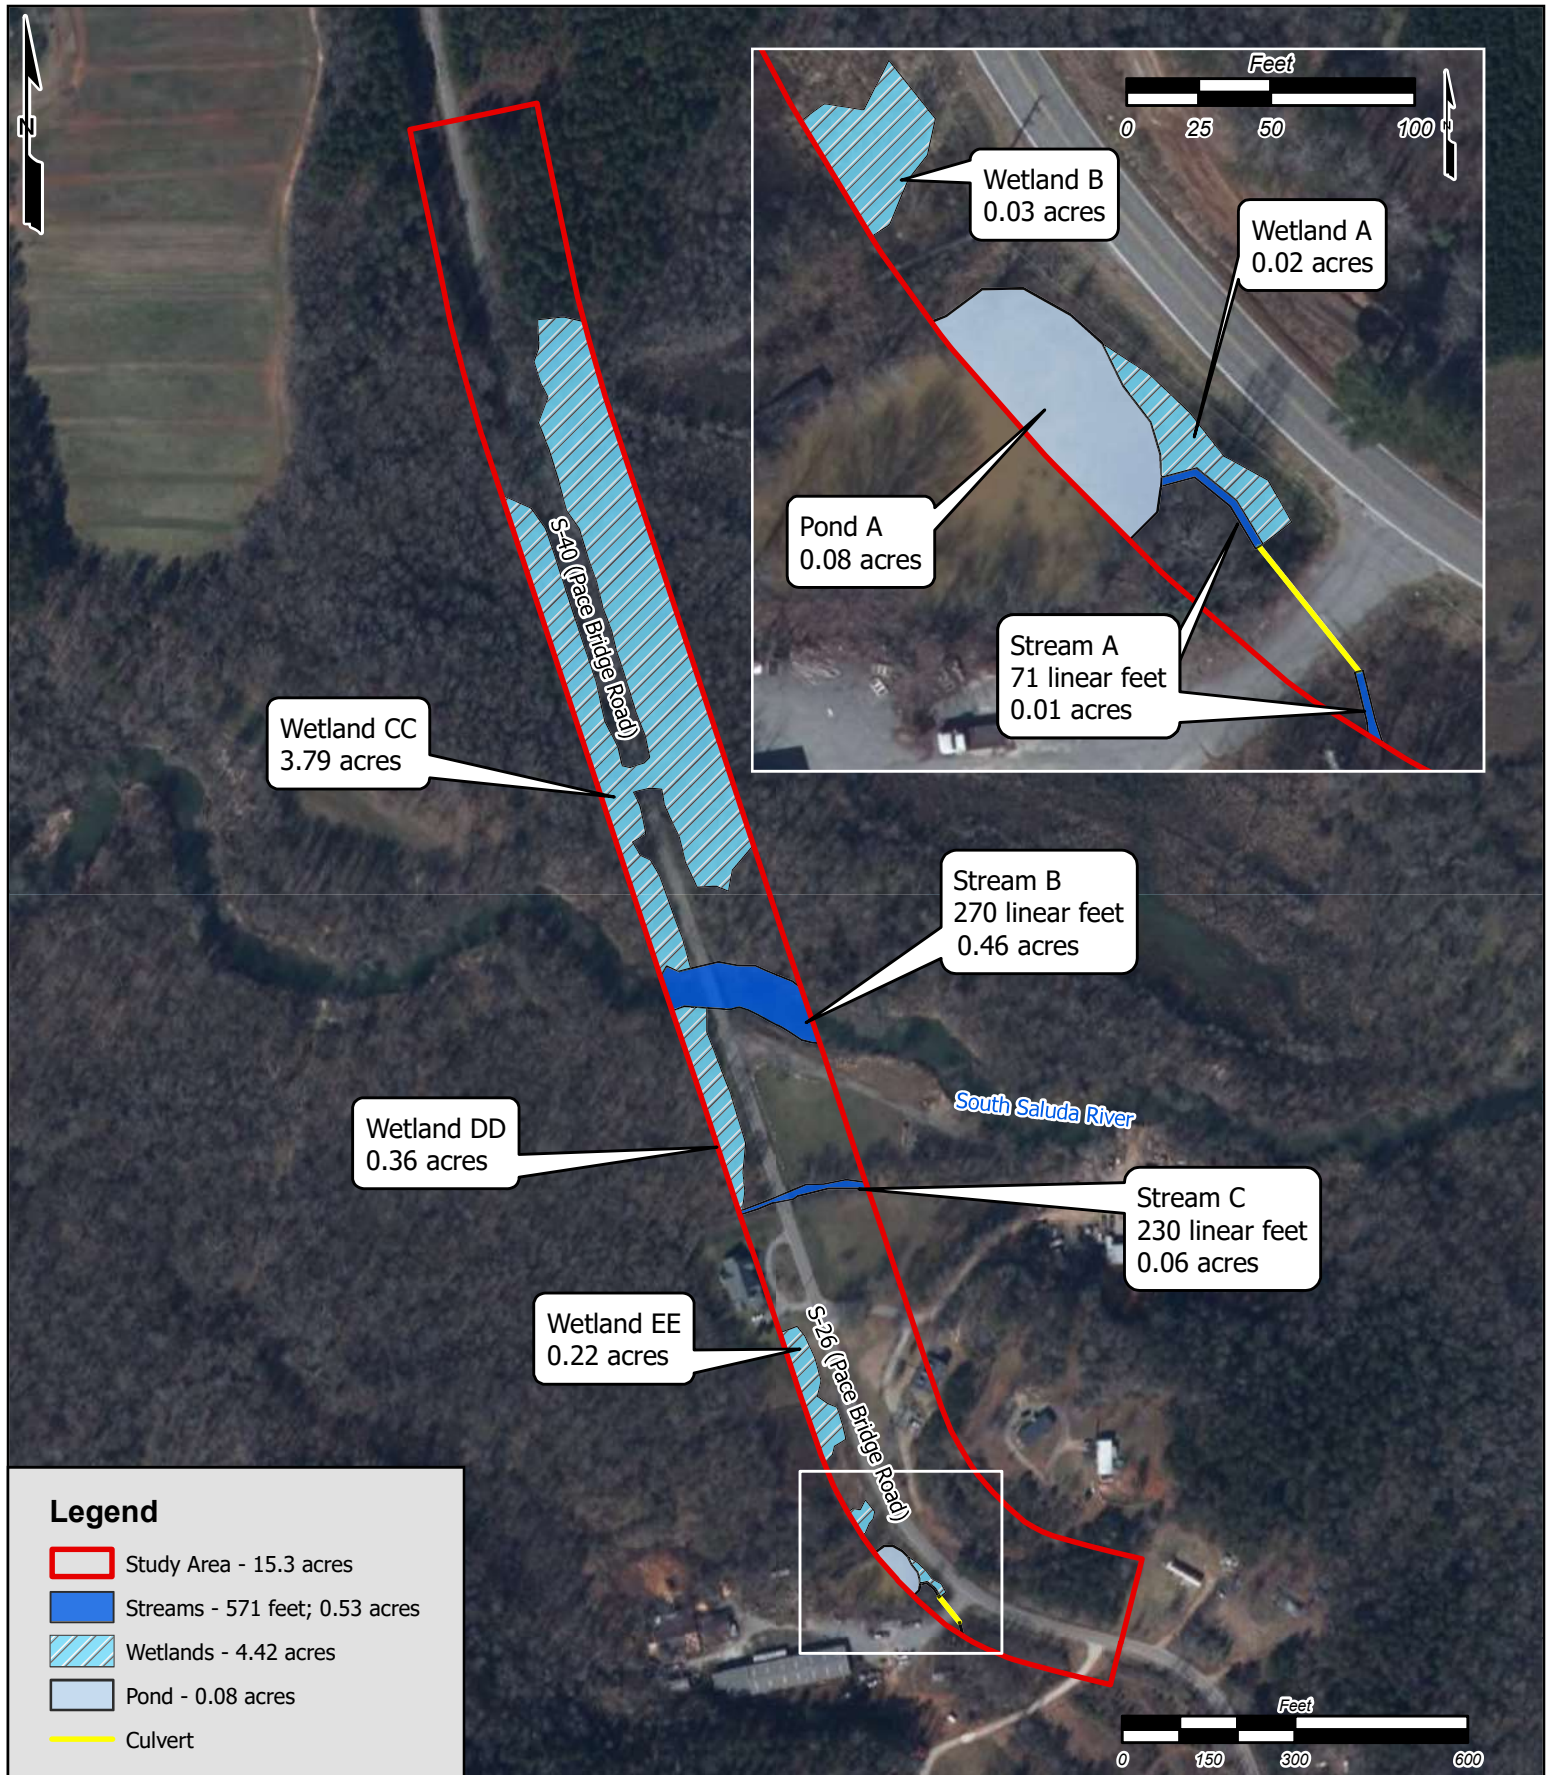 N
Feet
0 25 50 100
N
Wetland B
0.03 acres
Wetland A
0.02 acres
Pond A
0.08 acres
Stream A
71 linear feet
0.01 acres
S-40 (Pace Bridge Road)
Wetland CC
3.79 acres
Stream B
270 linear feet
0.46 acres
South Saluda River
Wetland DD
0.36 acres
Stream C
230 linear feet
0.06 acres
Wetland EE
0.22 acres
S-26 (Pace Bridge Road)
Legend
Study Area - 15.3 acres
Streams - 571 feet; 0.53 acres
Wetlands - 4.42 acres
Pond - 0.08 acres
Culvert
Feet
0 150 300 600